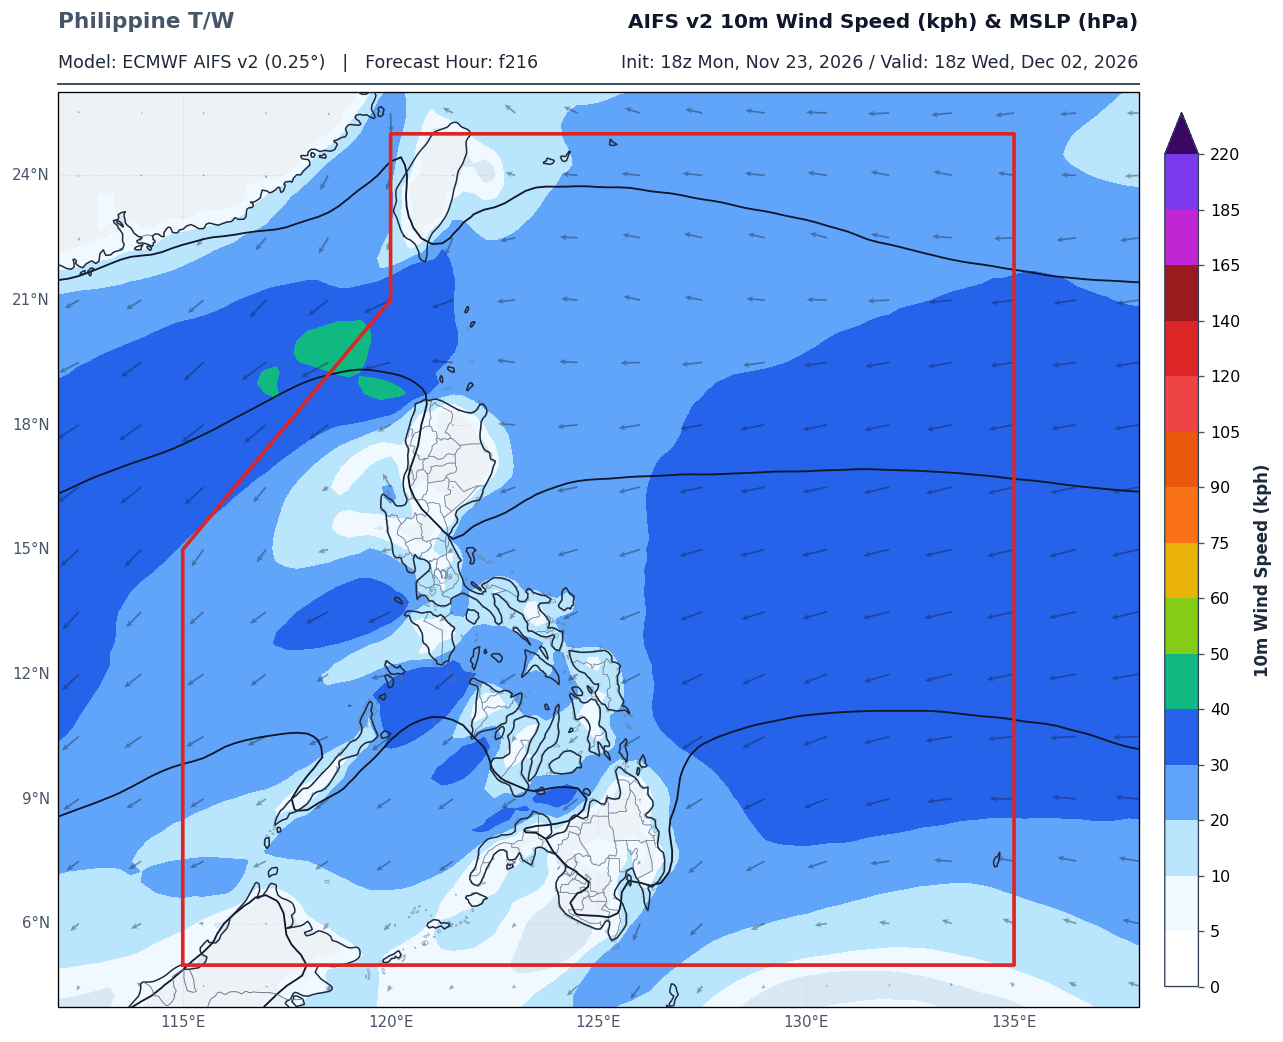 Philippine T/W
AIFS v2 10m Wind Speed (kph) & MSLP (hPa)
Model: ECMWF AIFS v2 (0.25°) | Forecast Hour: f216
Init: 18z Mon, Nov 23, 2026 / Valid: 18z Wed, Dec 02, 2026
24°N
21°N
18°N
15°N
12°N
9°N
6°N
115°E
120°E
125°E
130°E
135°E
220
185
165
140
120
105
90
75
60
50
40
30
20
10
5
0
10m Wind Speed (kph)